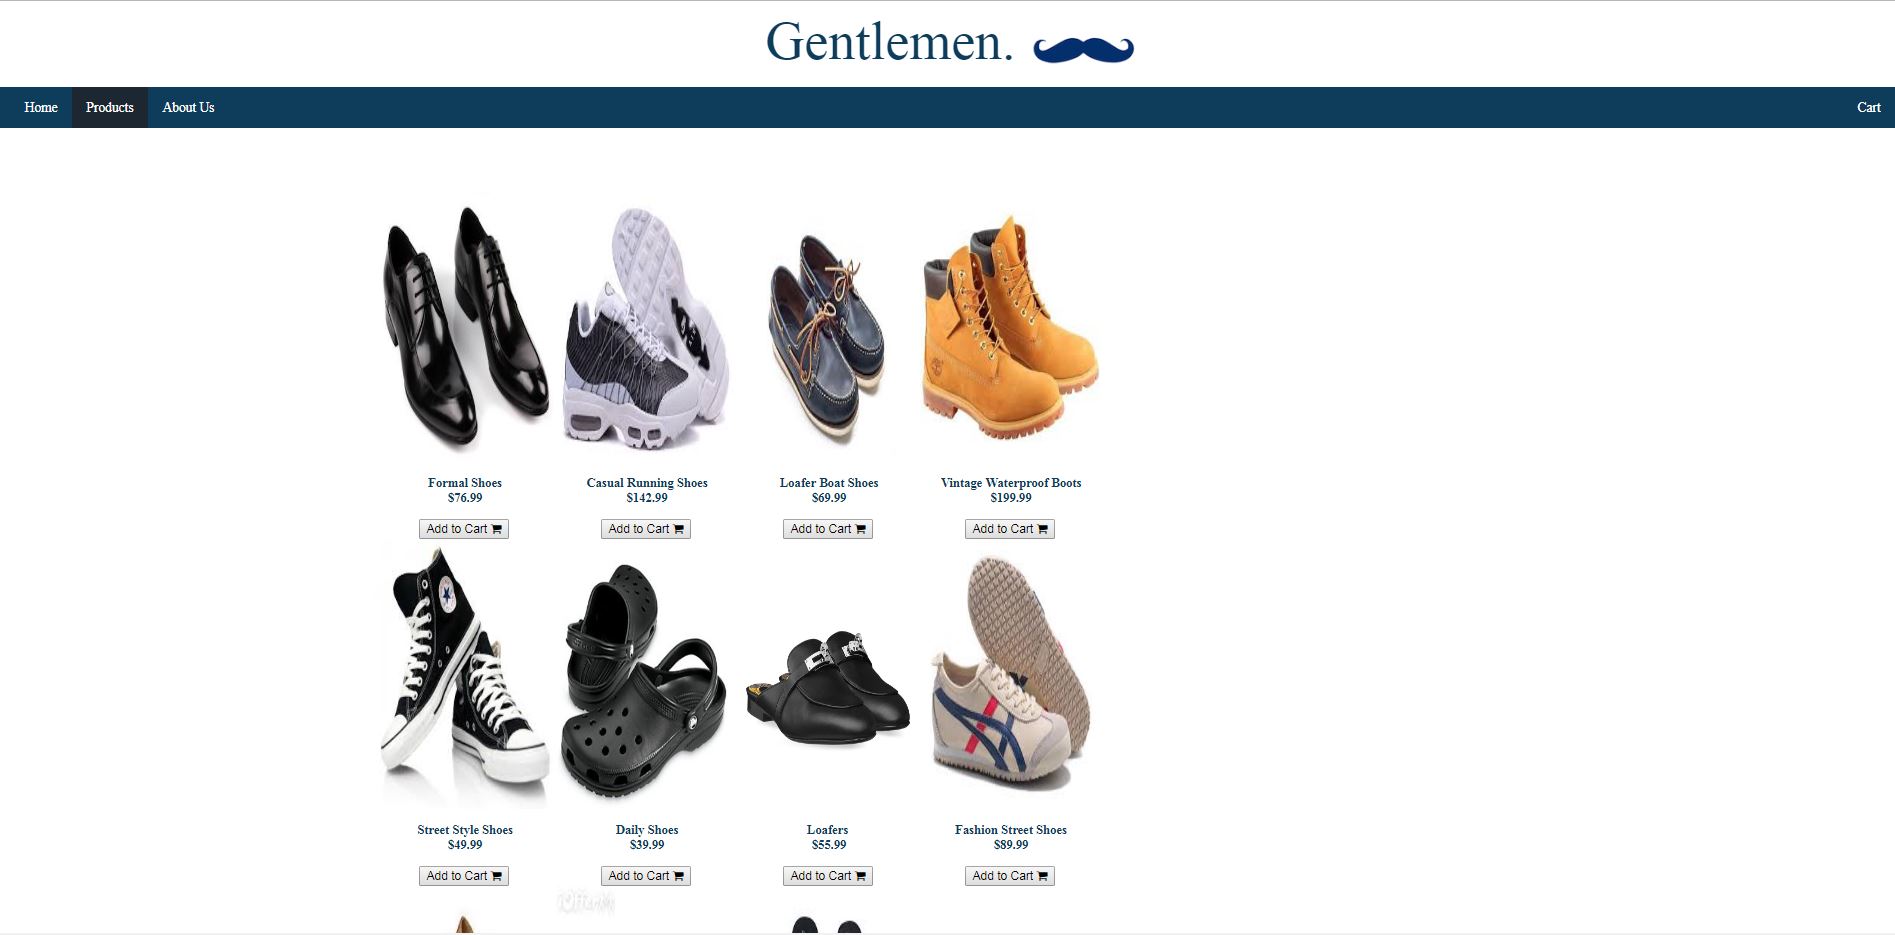 Gentlemen.
Home Products About Us Cart
Formal Shoes
$76.99
Add to Cart
Casual Running Shoes
$142.99
Add to Cart
Loafer Boat Shoes
$69.99
Add to Cart
Vintage Waterproof Boots
$199.99
Add to Cart
Street Style Shoes
$49.99
Add to Cart
Daily Shoes
$39.99
Add to Cart
Loafers
$55.99
Add to Cart
Fashion Street Shoes
$89.99
Add to Cart